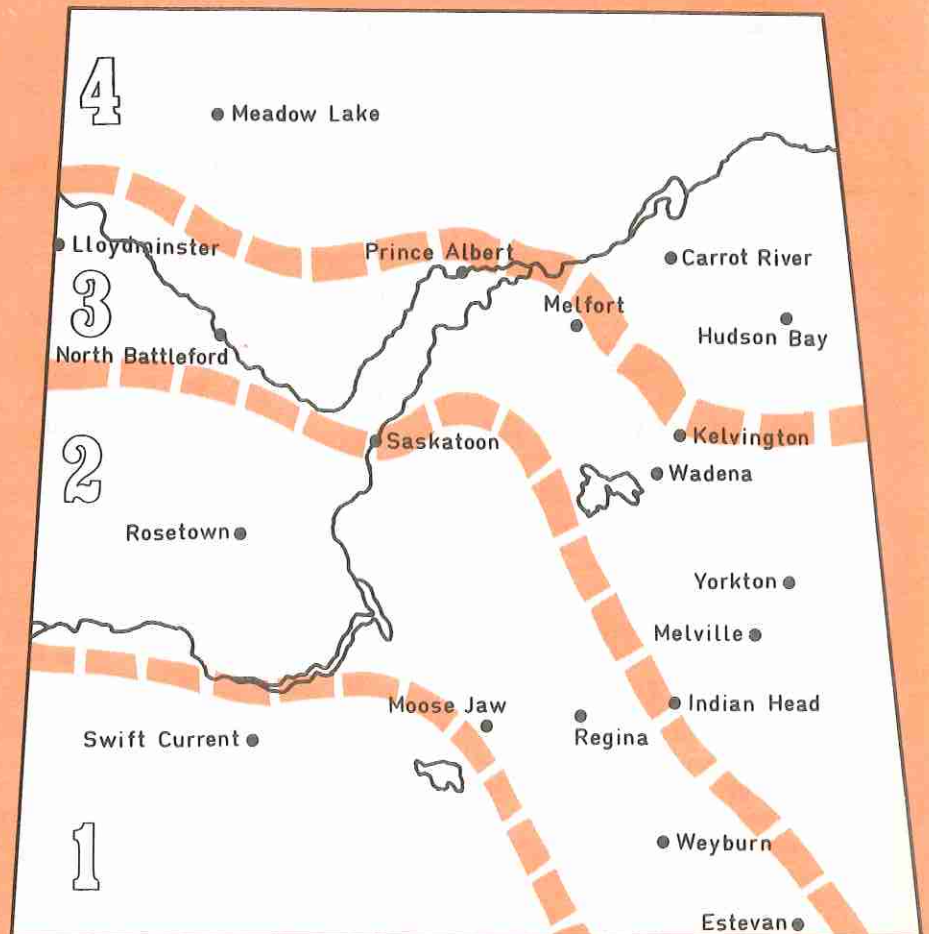 4
Meadow Lake
Lloydminster
Prince Albert
Carrot River
3
Melfort
Hudson Bay
North Battleford
Saskatoon
Kelvington
2
Wadena
Rosetown
Yorkton
Melville
Moose Jaw
Indian Head
Swift Current
Regina
1
Weyburn
Estevan